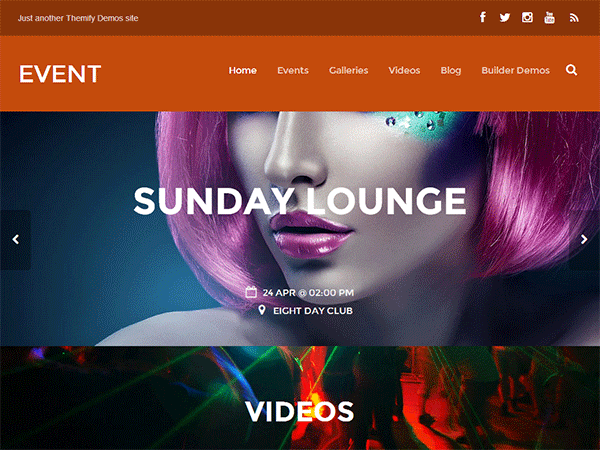 Just another Themify Demos site
You Tube
EVENT
Home Events Galleries Videos Blog Builder Demos
SUNDAY LOUNGE
24 APR @ 02:00 PM
EIGHT DAY CLUB
VIDEOS